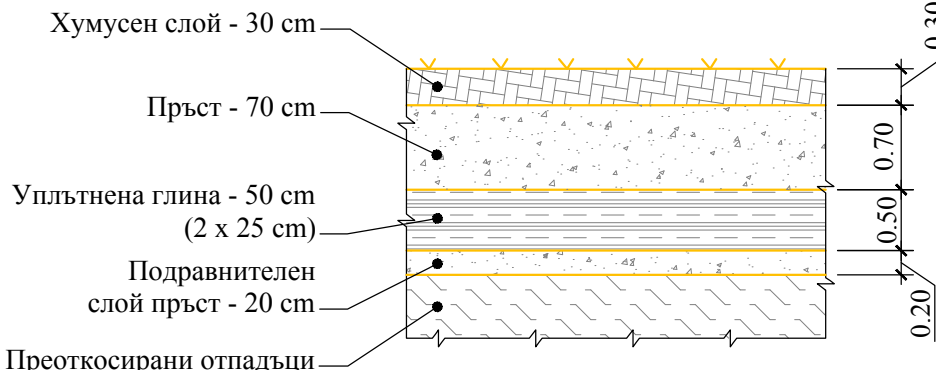 Хумусен слой - 30 cm
Пръст - 70 cm
Уплътнена глина - 50 cm
(2 x 25 cm)
Подравнителен
слой пръст - 20 cm
Преоткосирани отпадъци
0.30
0.70
0.50
0.20